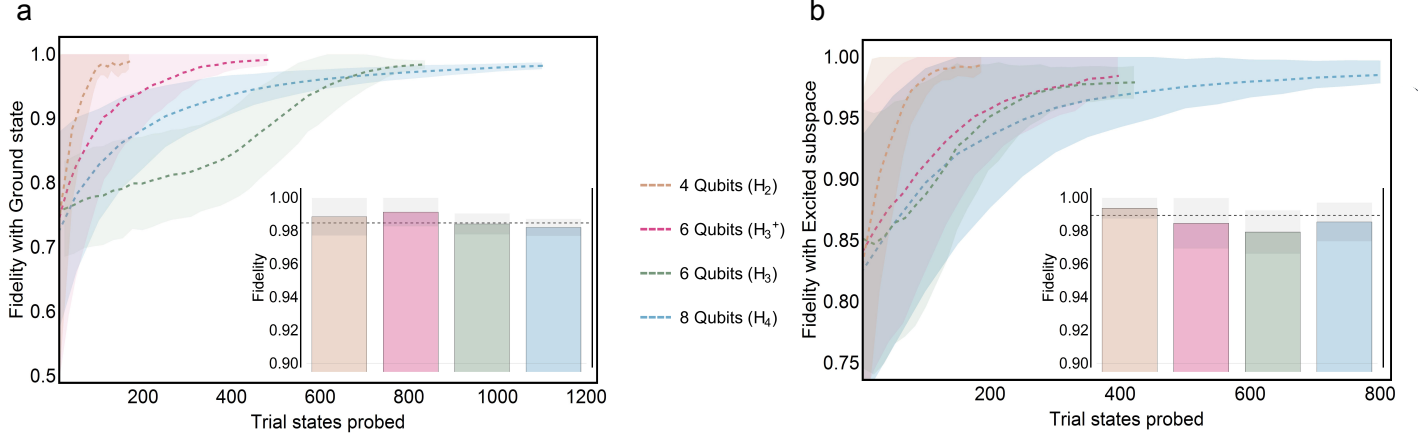 a
Fidelity with Ground state
1.0
0.9
0.8
0.7
0.6
0.5
200
400
600
800
1000
1200
Trial states probed
Fidelity
1.00
0.98
0.96
0.94
0.92
0.90
4 Qubits (H2)
6 Qubits (H3+)
6 Qubits (H3)
8 Qubits (H4)
b
Fidelity with Excited subspace
1.00
0.95
0.90
0.85
0.80
0.75
200
400
600
800
Trial states probed
Fidelity
1.00
0.98
0.96
0.94
0.92
0.90